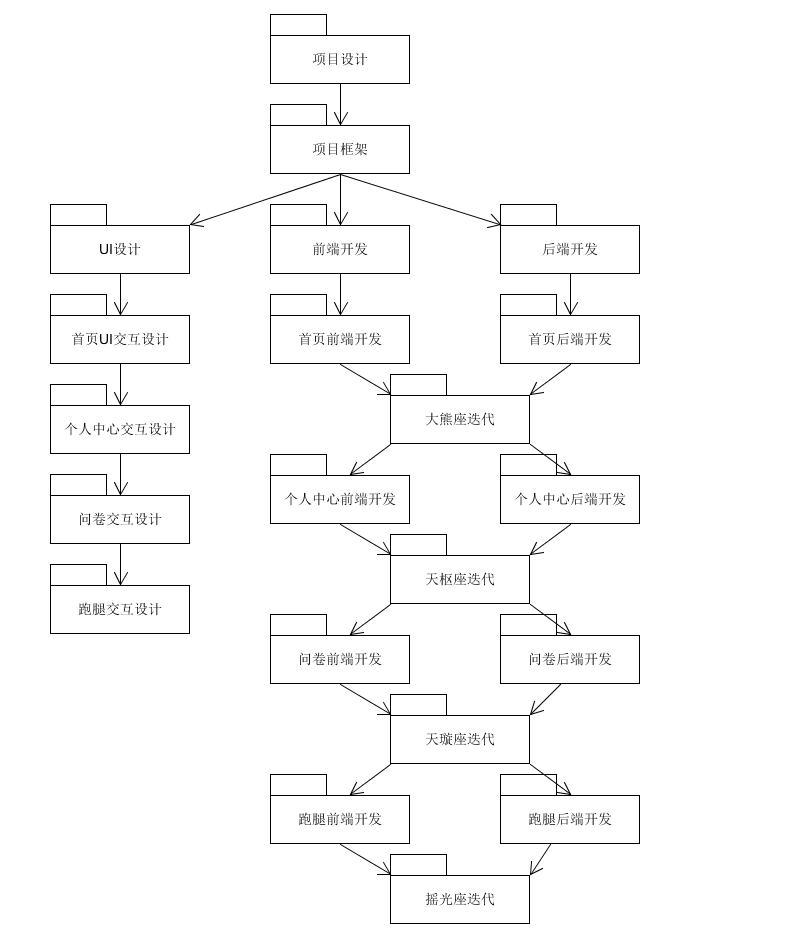 项目设计
项目框架
UI设计
前端开发
后端开发
首页UI交互设计
首页前端开发
首页后端开发
大熊座迭代
个人中心交互设计
个人中心前端开发
个人中心后端开发
问卷交互设计
天枢座迭代
跑腿交互设计
问卷前端开发
问卷后端开发
天璇座迭代
跑腿前端开发
跑腿后端开发
摇光座迭代